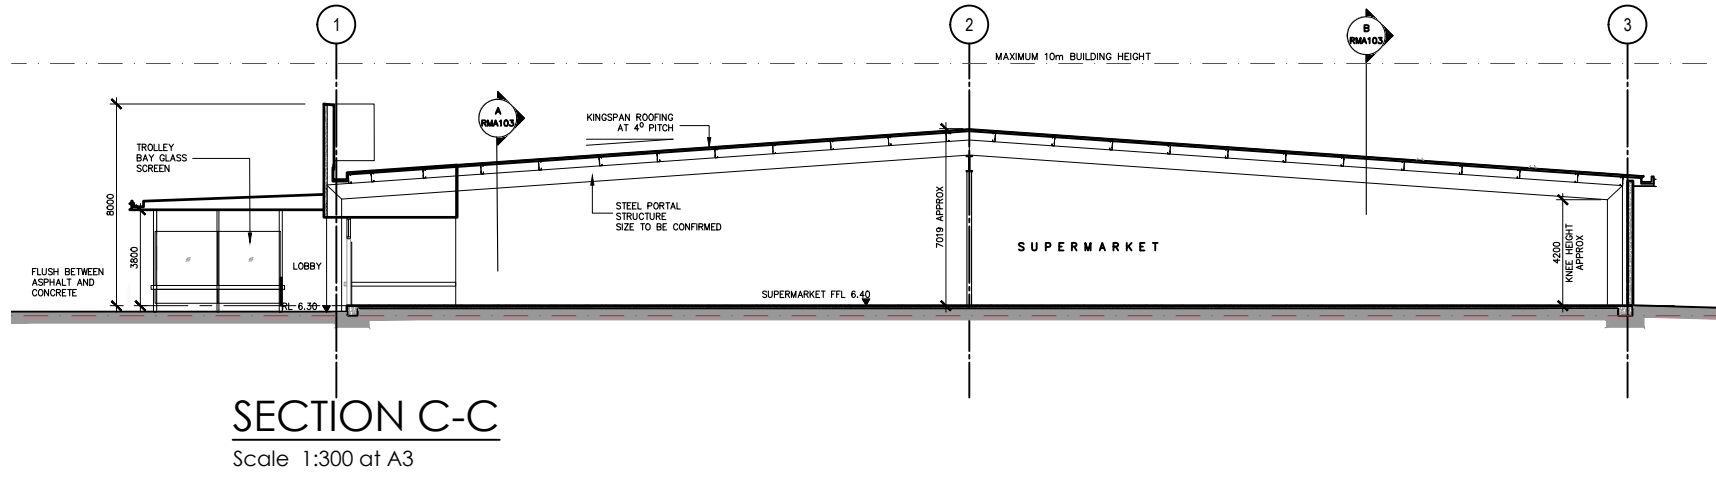 1
2
3
B
RMA103
MAXIMUM 10m BUILDING HEIGHT
A
RMA103
KINGSPAN ROOFING
AT 4° PITCH
TROLLEY
BAY GLASS
SCREEN
8000
STEEL PORTAL
STRUCTURE
SIZE TO BE CONFIRMED
7019 APPROX
SUPERMARKET
3800
4200
KNEE HEIGHT
APPROX
FLUSH BETWEEN
ASPHALT AND
CONCRETE
LOBBY
RL 6.30
SUPERMARKET FFL 6.40
SECTION C-C
Scale 1:300 at A3